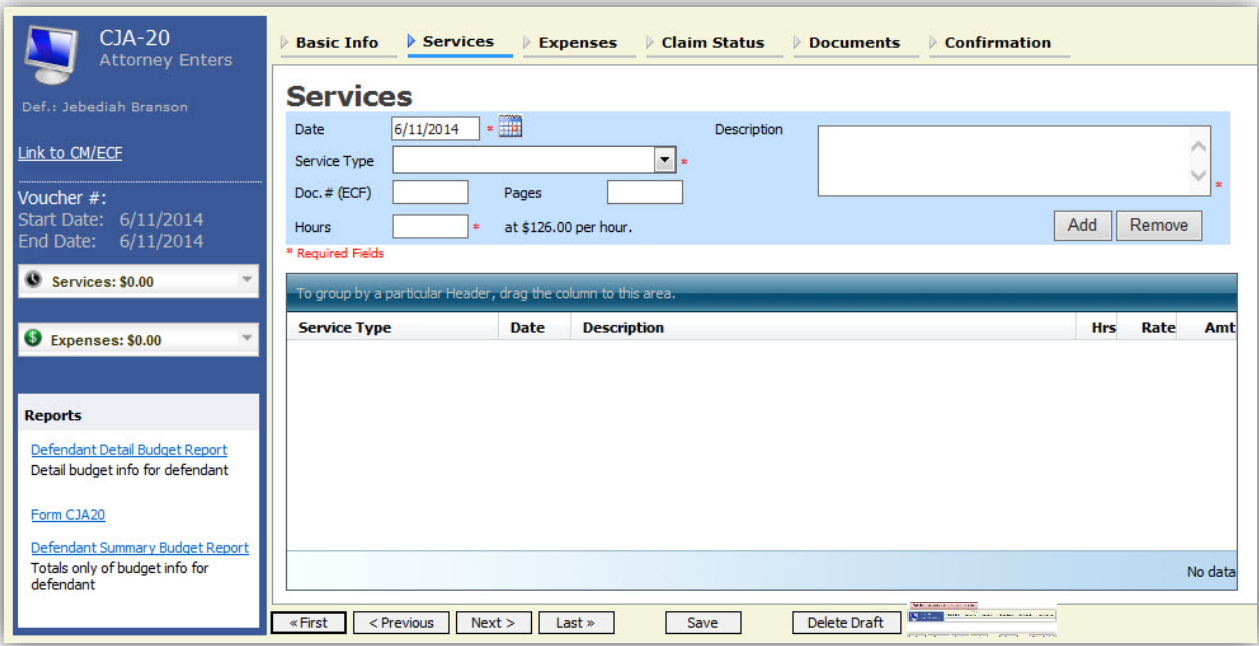 CJA-20
Attorney Enters
Def.: Jebediah Branson
Link to CM/ECF
Voucher #:
Start Date: 6/11/2014
End Date: 6/11/2014
Services: $0.00
Expenses: $0.00
Reports
Defendant Detail Budget Report
Detail budget info for defendant
Form CJA20
Defendant Summary Budget Report
Totals only of budget info for
defendant
Basic Info Services Expenses Claim Status Documents Confirmation
Services
Date 6/11/2014 * Description
Service Type *
Doc.# (ECF) Pages *
Hours * at $126.00 per hour. Add Remove
* Required Fields
To group by a particular Header, drag the column to this area.
Service Type Date Description Hrs Rate Amt
No data
« First < Previous Next > Last » Save Delete Draft